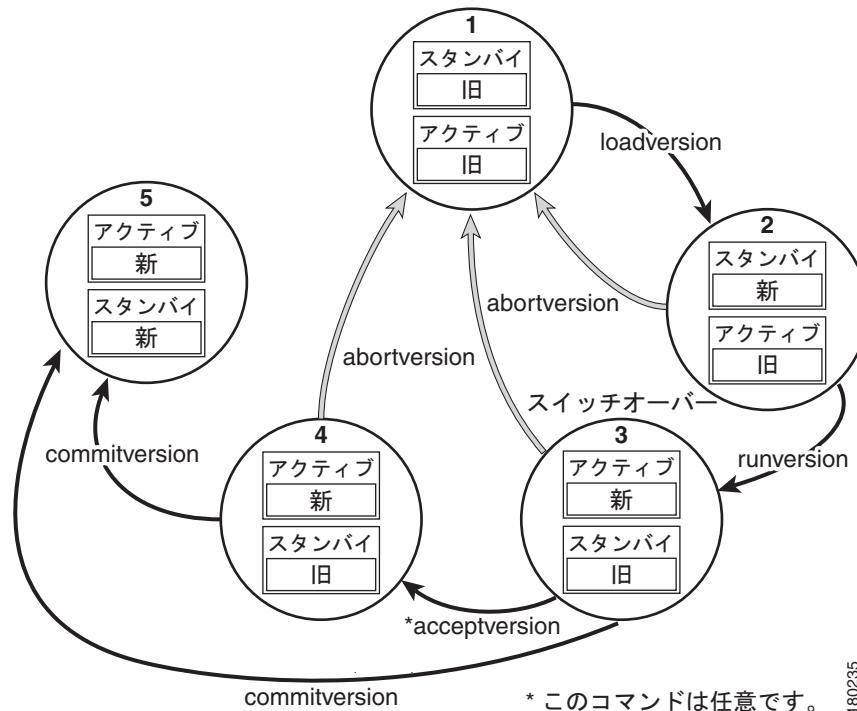 1
スタンバイ
旧
アクティブ
旧
loadversion
5
アクティブ
新
スタンバイ
新
2
スタンバイ
新
アクティブ
旧
abortversion
abortversion
スイッチオーバー
4
アクティブ
新
スタンバイ
旧
3
アクティブ
新
スタンバイ
旧
commitversion
runversion
*acceptversion
commitversion
* このコマンドは任意です。
180235